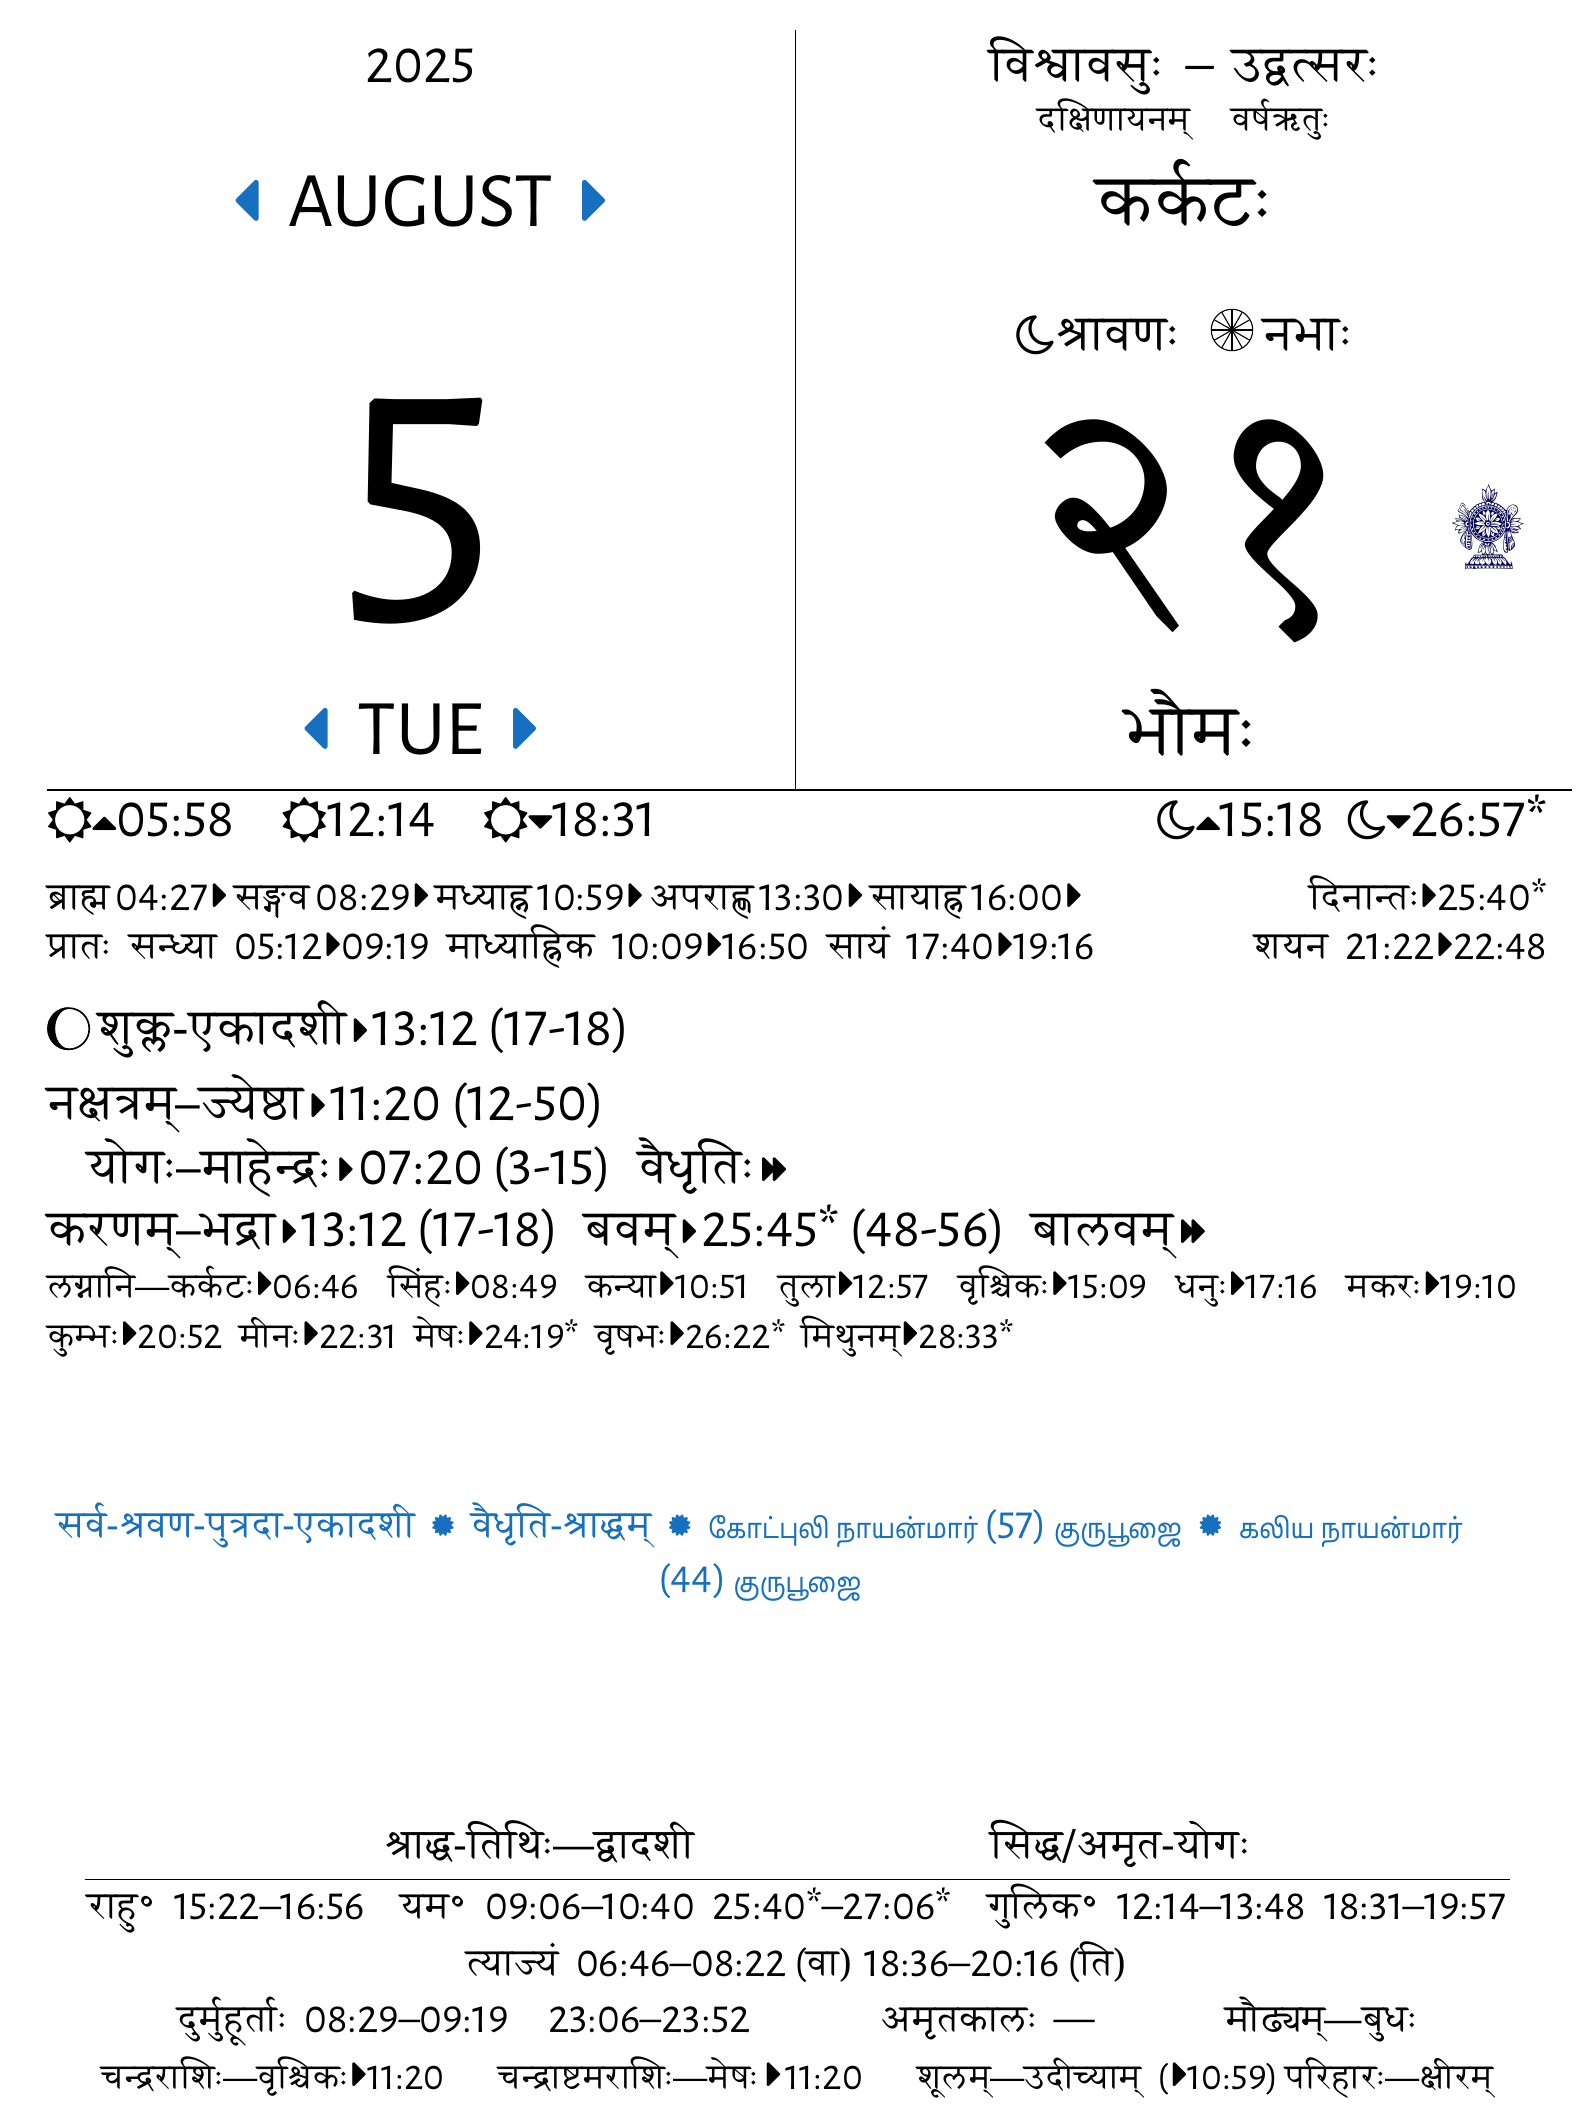 2025
AUGUST
5
TUE
विश्वावसुः – उद्वत्सरः
दक्षिणायनम् वर्षऋतुः
कर्कटः
श्रावणः नभाः
२१
भौमः
05:58 12:14 18:31 15:18 26:57*
ब्राह्म 04:27 सङ्गव 08:29 मध्याह्न 10:59 अपराह्ण 13:30 सायाह्न 16:00 दिनान्तः 25:40*
प्रातः सन्ध्या 05:12 09:19 माध्याह्निक 10:09 16:50 सायं 17:40 19:16 शयन 21:22 22:48
शुक्ल-एकादशी 13:12 (17-18)
नक्षत्रम्–ज्येष्ठा 11:20 (12-50)
योगः–माहेन्द्रः 07:20 (3-15) वैधृतिः
करणम्–भद्रा 13:12 (17-18) बवम् 25:45* (48-56) बालवम्
लग्नानि—कर्कटः 06:46 सिंहः 08:49 कन्या 10:51 तुला 12:57 वृश्चिकः 15:09 धनुः 17:16 मकरः 19:10
कुम्भः 20:52 मीनः 22:31 मेषः 24:19* वृषभः 26:22* मिथुनम् 28:33*
सर्व-श्रवण-पुत्रदा-एकादशी ✹ वैधृति-श्राद्धम् ✹ கோட்புலி நாயன்மார் (57) குருபூஜை ✹ கலிய நாயன்மார்
(44) குருபூஜை
श्राद्ध-तिथिः—द्वादशी सिद्ध/अमृत-योगः
राहु॰ 15:22–16:56 यम॰ 09:06–10:40 25:40*–27:06* गुलिक॰ 12:14–13:48 18:31–19:57
त्याज्यं 06:46–08:22 (वा) 18:36–20:16 (ति)
दुर्मुहूर्ताः 08:29–09:19 23:06–23:52 अमृतकालः — मौढ्यम्—बुधः
चन्द्रराशिः—वृश्चिकः 11:20 चन्द्राष्टमराशिः—मेषः 11:20 शूलम्—उदीच्याम् (10:59) परिहारः—क्षीरम्